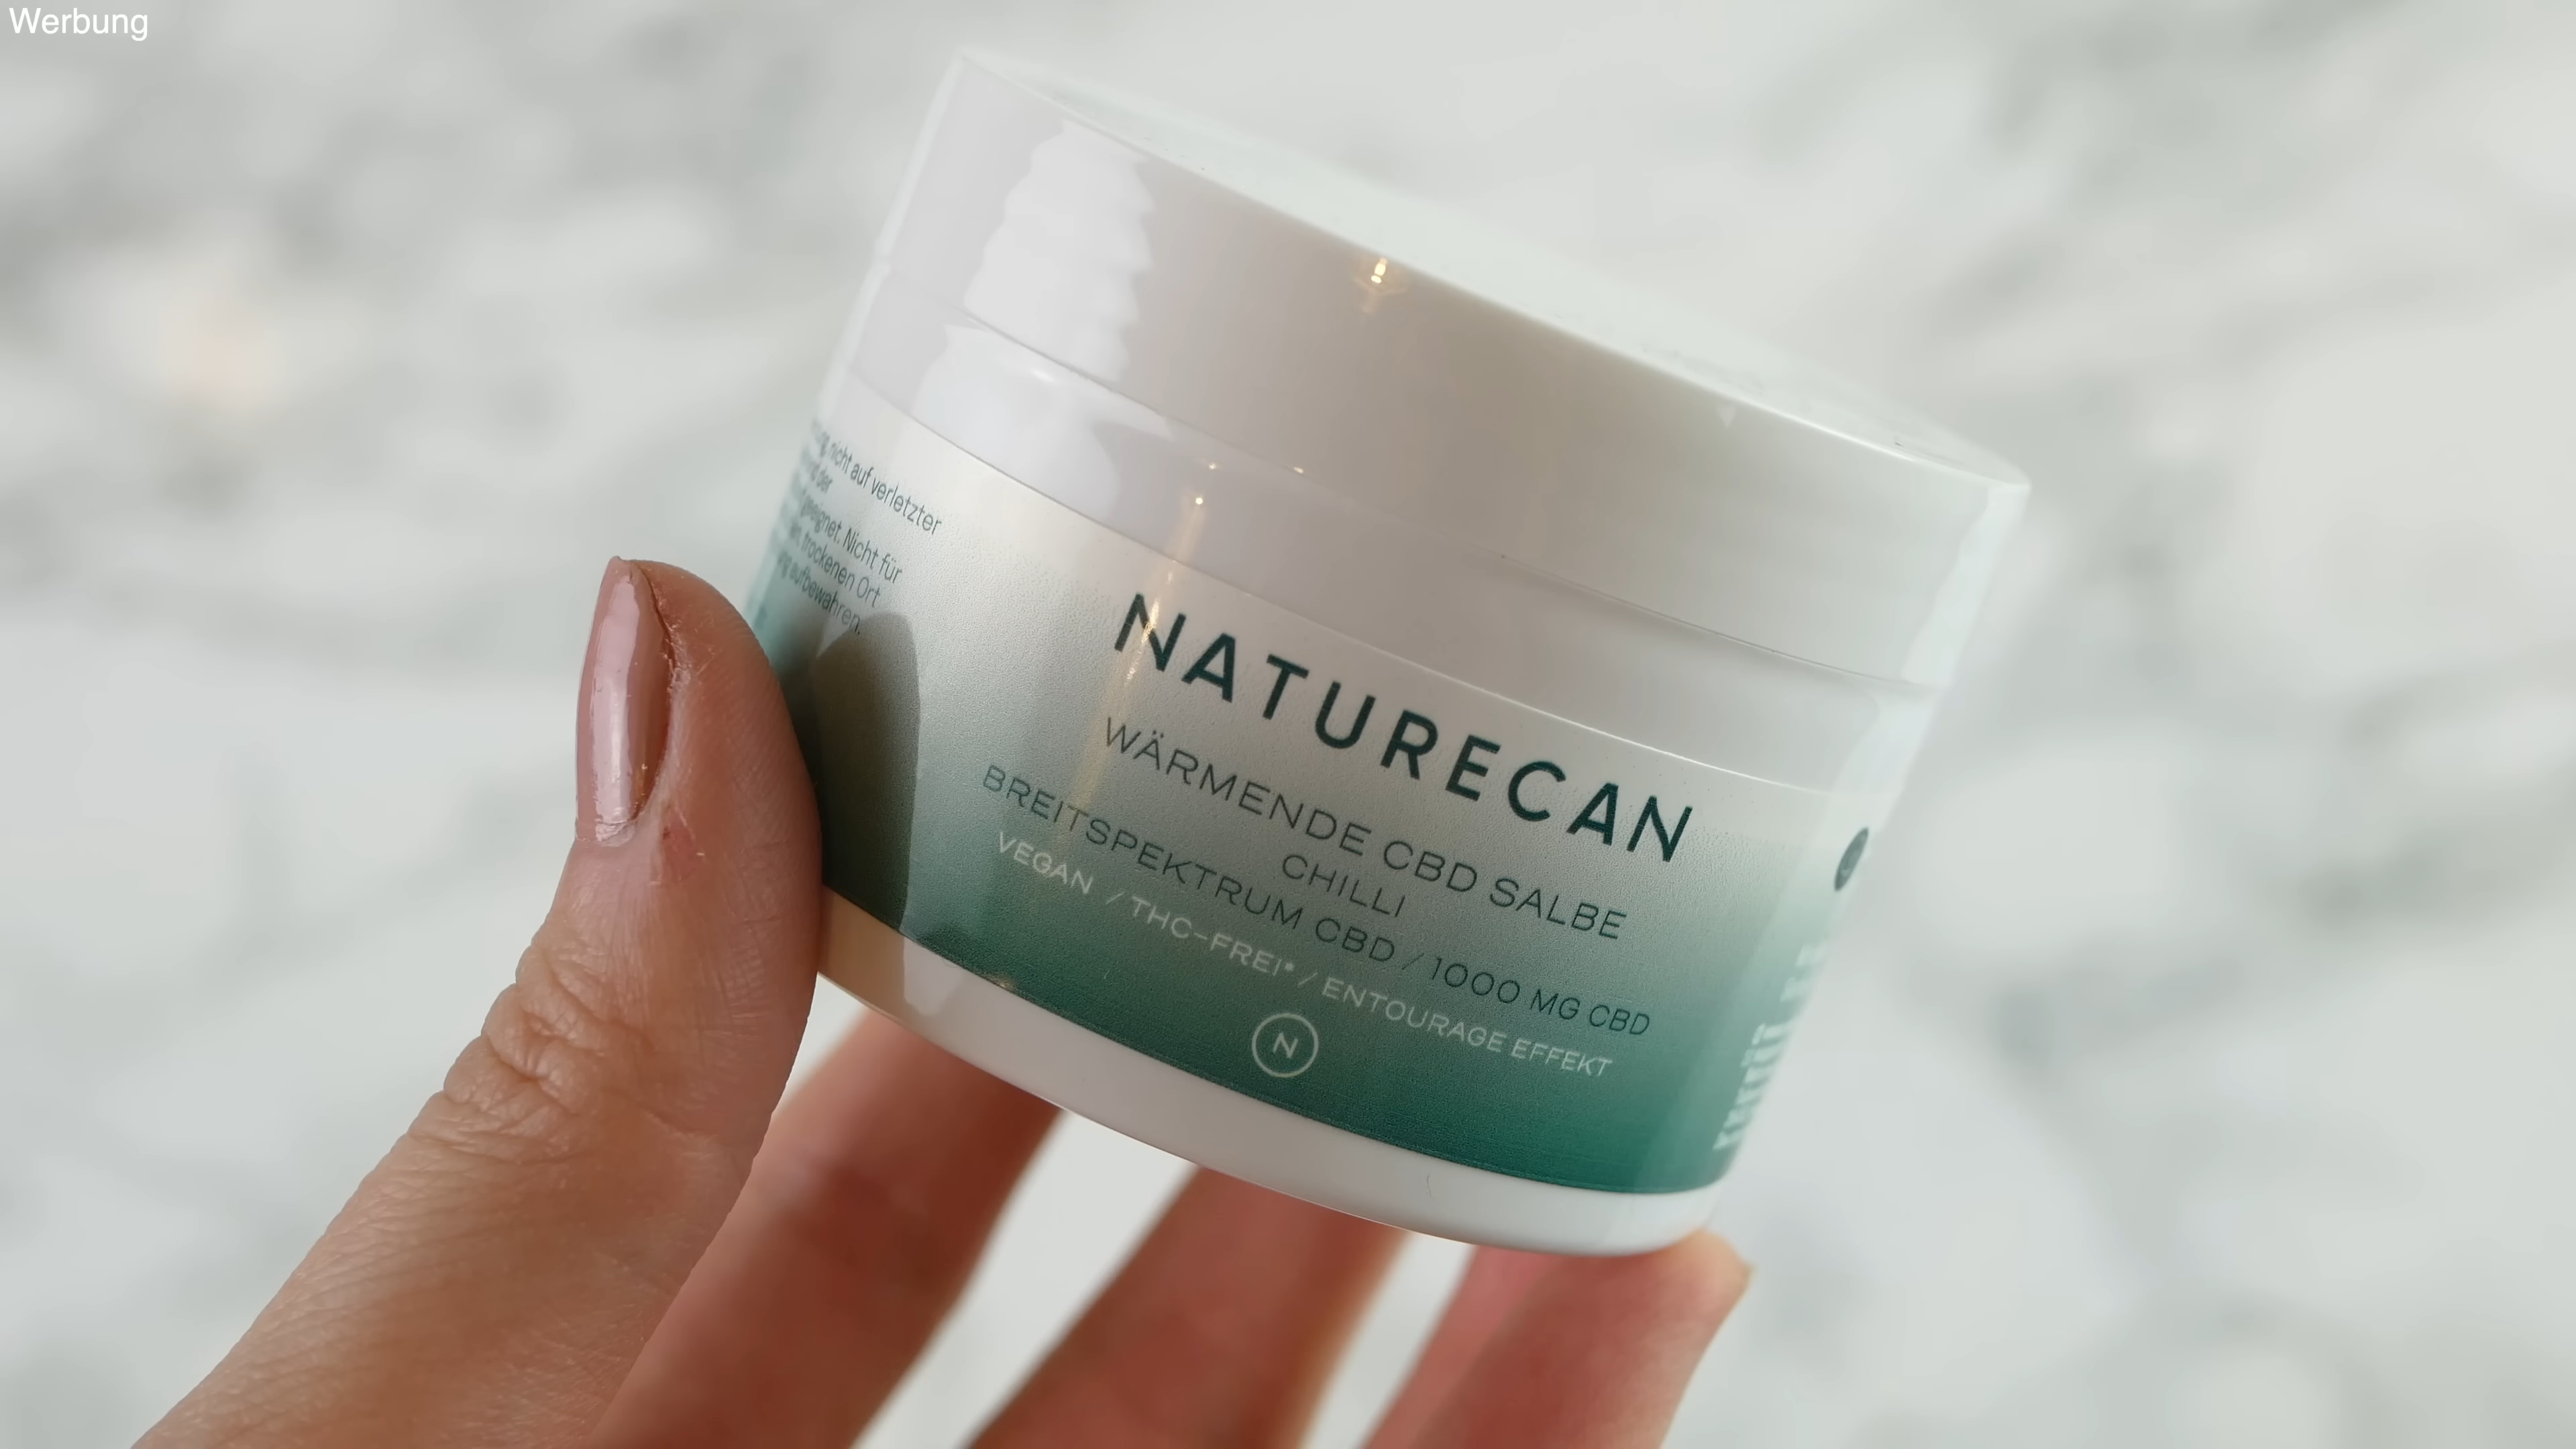 Werbung
nicht auf verletzter
der
geeignet. Nicht für
trockenen Ort
aufbewahren.
NATURECAN
WÄRMENDE CBD SALBE
CHILLI
BREITSPEKTRUM CBD / 1000 MG CBD
VEGAN / THC-FREI* / ENTOURAGE EFFEKT
N